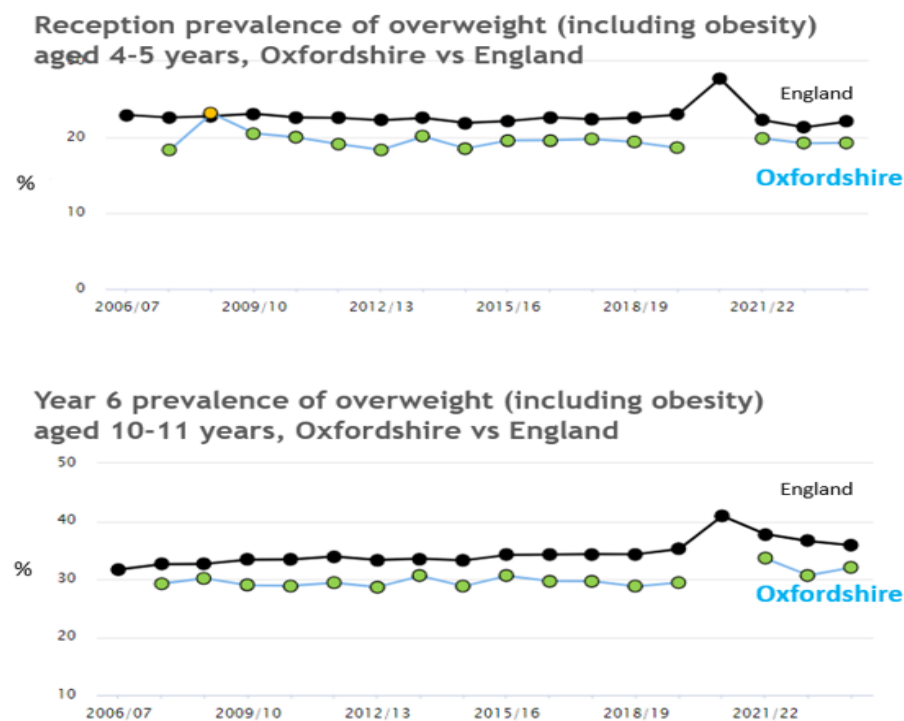 Reception prevalence of overweight (including obesity)
aged 4-5 years, Oxfordshire vs England
30
England
20
Oxfordshire
%
10
0
2006/07 2009/10 2012/13 2015/16 2018/19 2021/22
Year 6 prevalence of overweight (including obesity)
aged 10-11 years, Oxfordshire vs England
50
England
40
%
30
Oxfordshire
20
10
2006/07 2009/10 2012/13 2015/16 2018/19 2021/22